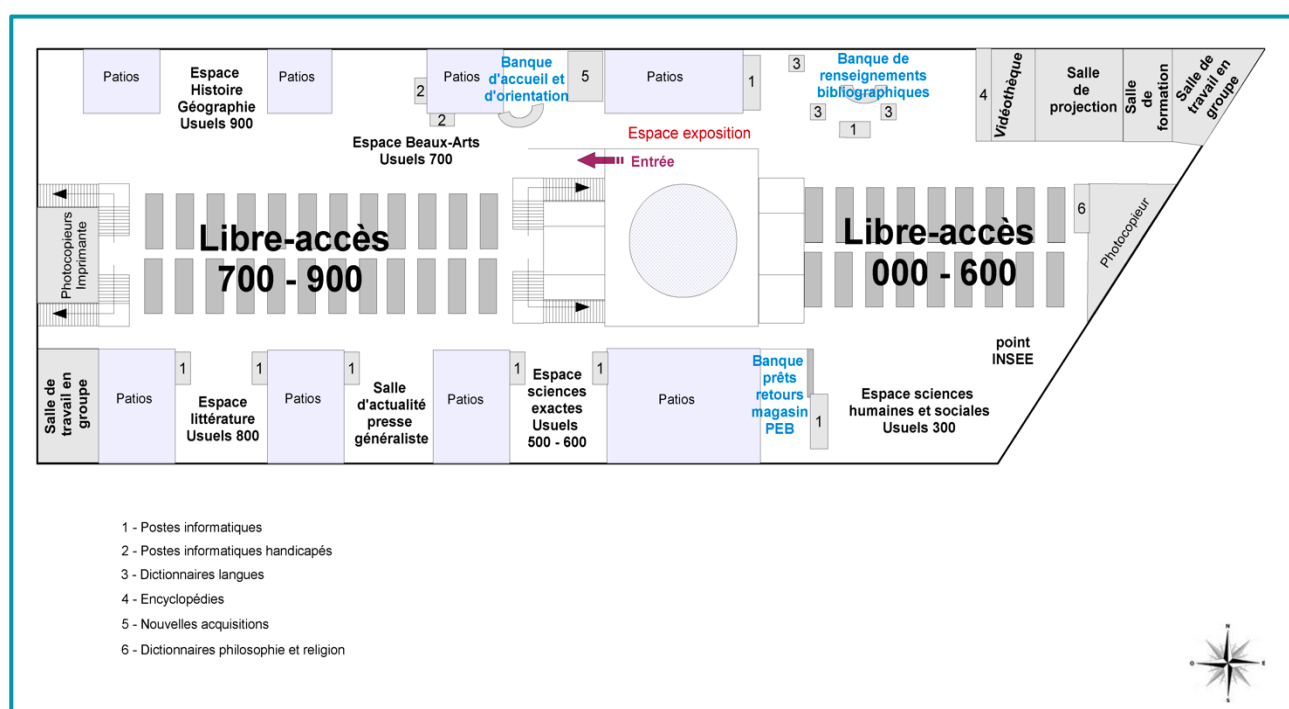 Patios
Espace
Histoire
Géographie
Usuels 900
Patios
Patios
2
2
Banque
d'accueil et
d'orientation
5
Patios
1
3
Banque de
renseignements
bibliographiques
3
3
1
4
Vidéothèque
Salle
de
projection
Salle
de
formation
Salle de
travail en
groupe
Espace Beaux-Arts
Usuels 700
Espace exposition
Entrée
Photocopieurs
Imprimante
Libre-accès
700 - 900
Libre-accès
000 - 600
6
Photocopieur
point
INSEE
Salle de
travail en
groupe
Patios
1
Espace
littérature
Usuels 800
1
Patios
1
Salle
d'actualité
presse
généraliste
Patios
1
Espace
sciences
exactes
Usuels
500 - 600
1
Patios
Banque
prêts
retours
magasin
PEB
1
Espace sciences
humaines et sociales
Usuels 300
1 - Postes informatiques
2 - Postes informatiques handicapés
3 - Dictionnaires langues
4 - Encyclopédies
5 - Nouvelles acquisitions
6 - Dictionnaires philosophie et religion
N
O
E
S